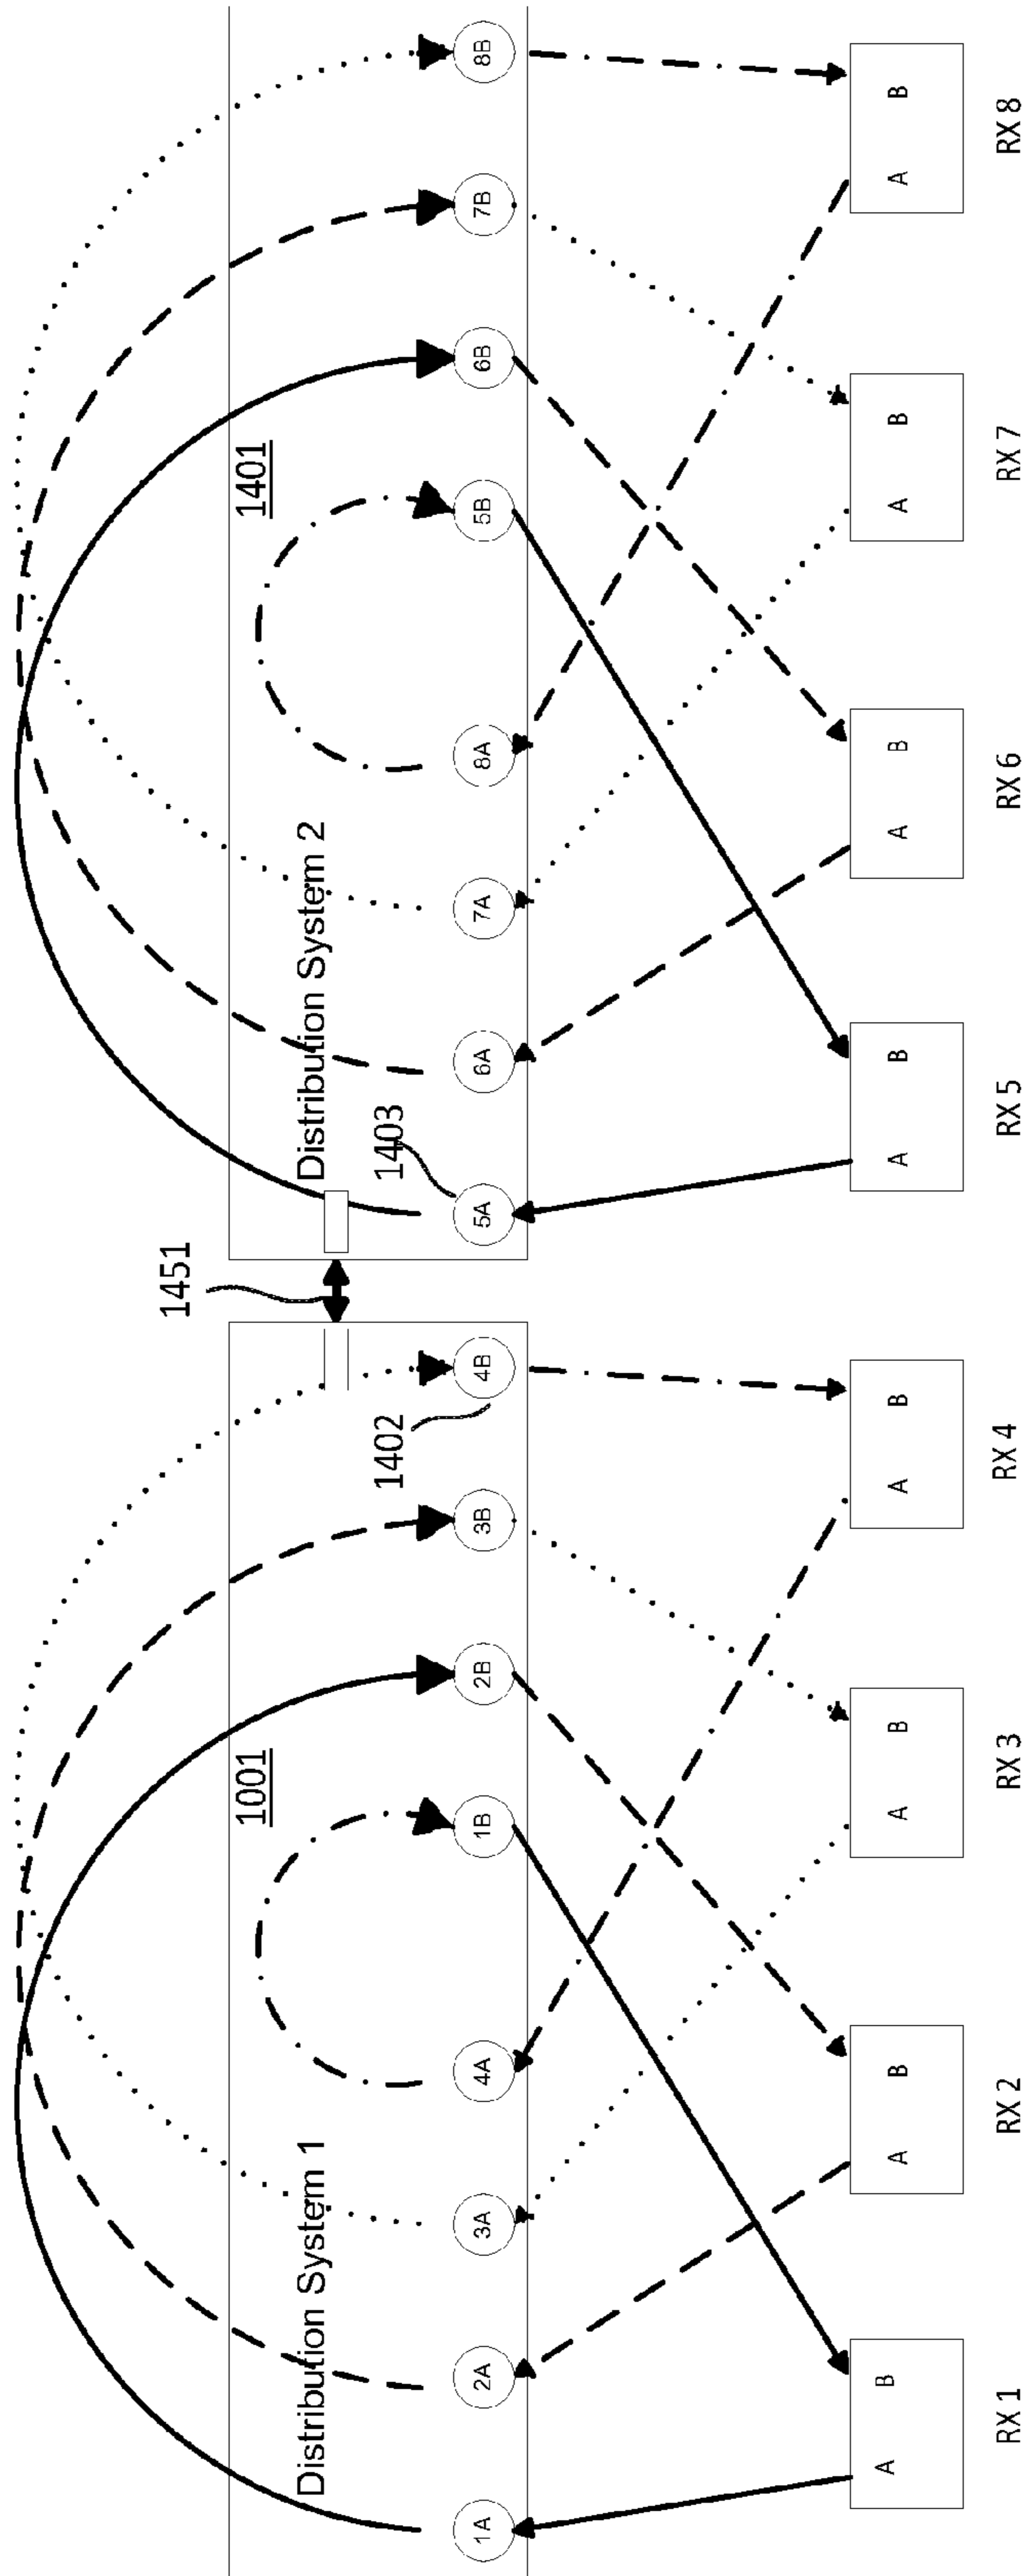 1451
Distribution System 1
1001
Distribution System 2
1401
1402
1403
1A
2A
3A
4A
1B
2B
3B
4B
5A
6A
7A
8A
5B
6B
7B
8B
A B
A B
A B
A B
A B
A B
A B
A B
RX 1
RX 2
RX 3
RX 4
RX 5
RX 6
RX 7
RX 8